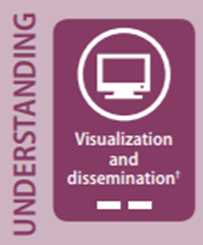 UNDERSTANDING
Visualization
and
dissemination†